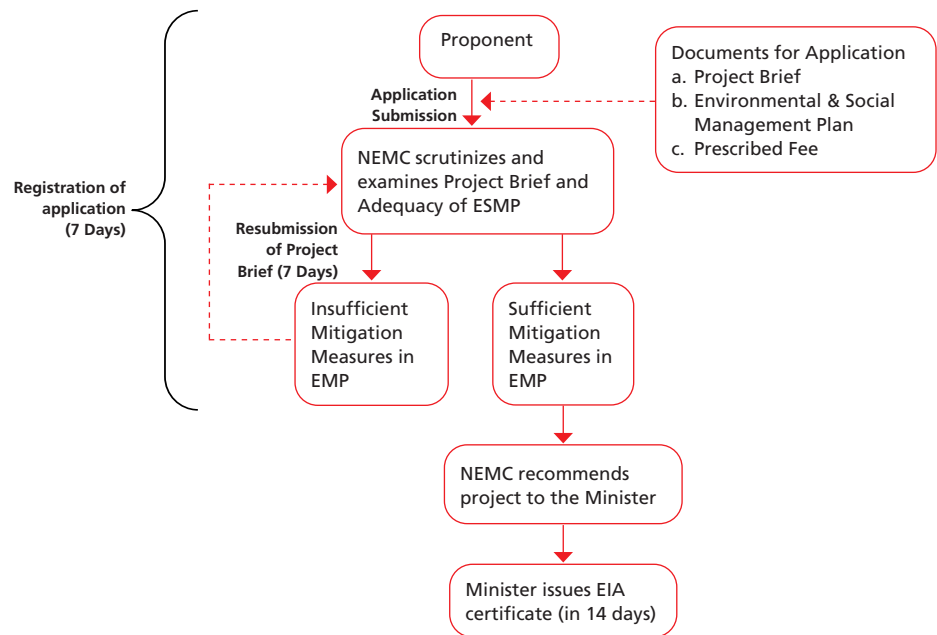 Proponent
Documents for Application
a. Project Brief
b. Environmental & Social
Management Plan
c. Prescribed Fee
Application
Submission
NEMC scrutinizes and
examines Project Brief and
Adequacy of ESMP
Registration of
application
(7 Days)
Resubmission
of Project
Brief (7 Days)
Insufficient
Mitigation
Measures in
EMP
Sufficient
Mitigation
Measures in
EMP
NEMC recommends
project to the Minister
Minister issues EIA
certificate (in 14 days)